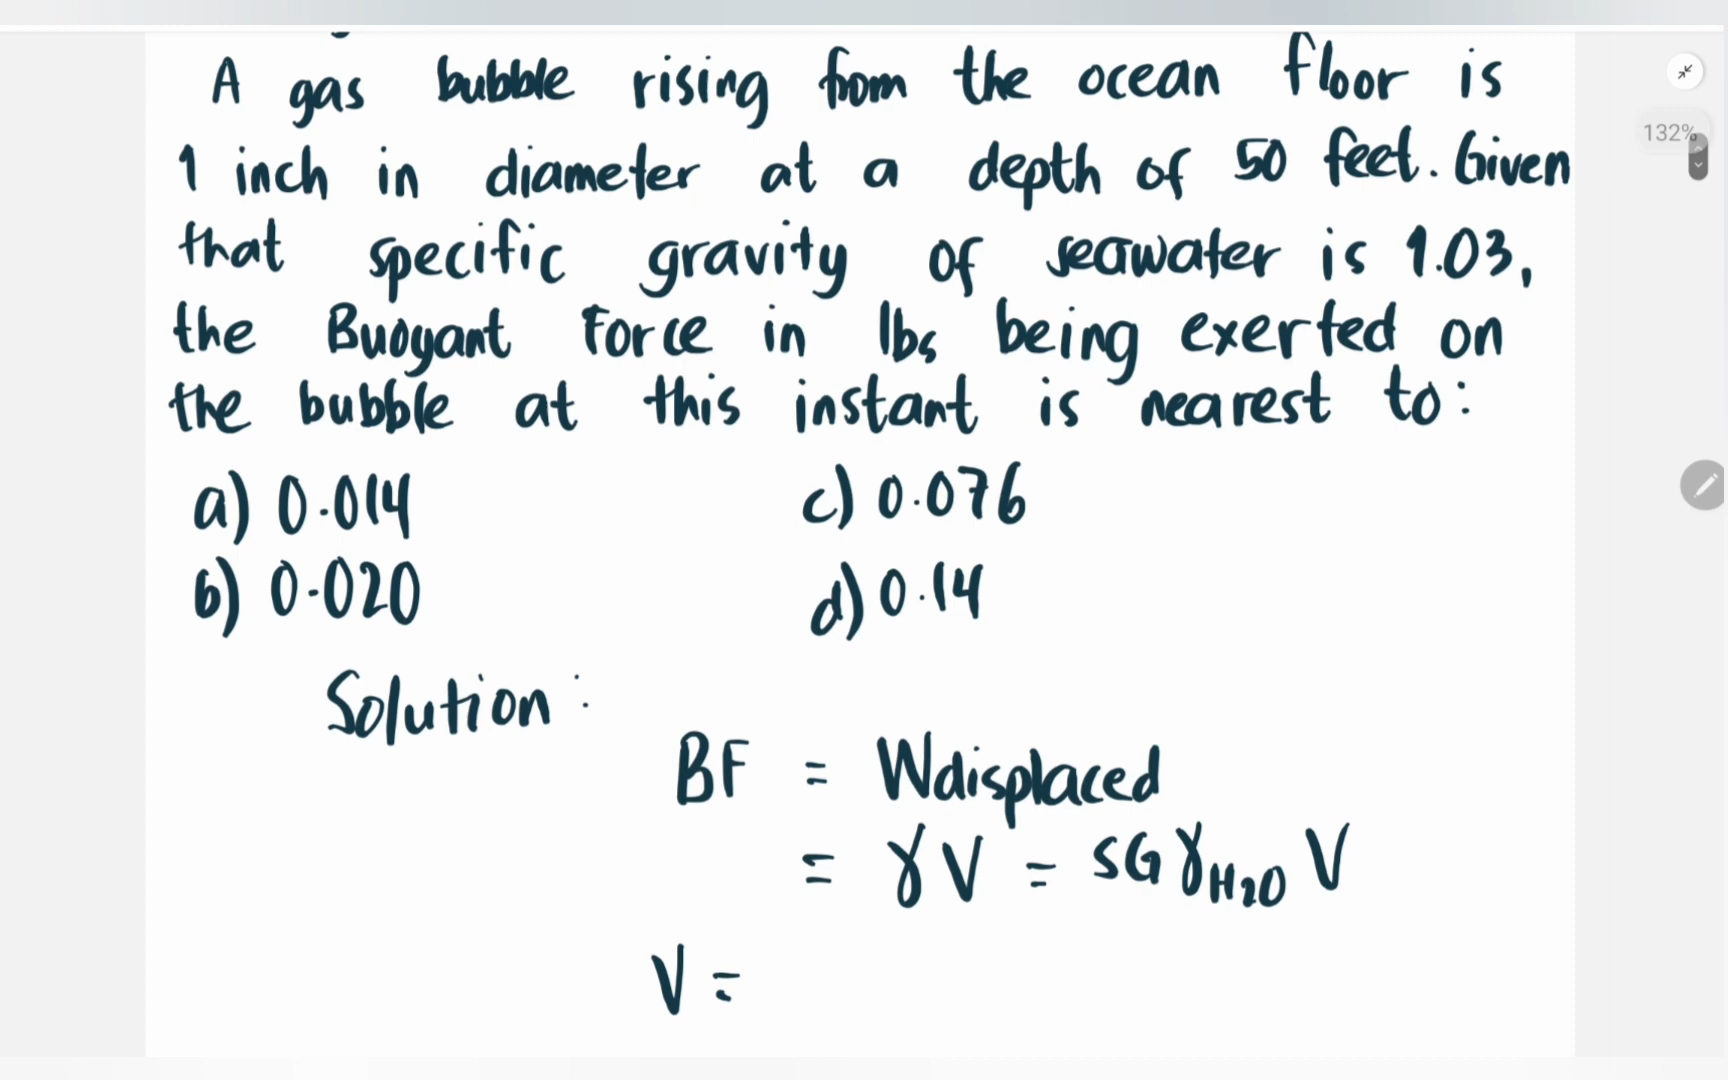 A gas bubble rising from the ocean floor is
1 inch in diameter at a depth of 50 feet. Given
that specific gravity of seawater is 1.03,
the Buoyant Force in lbs being exerted on
the bubble at this instant is nearest to:
a) 0.014 c) 0.076
b) 0.020 d) 0.14
Solution:
BF = Wdisplaced
= γV = SG γH2O V
V =
132%